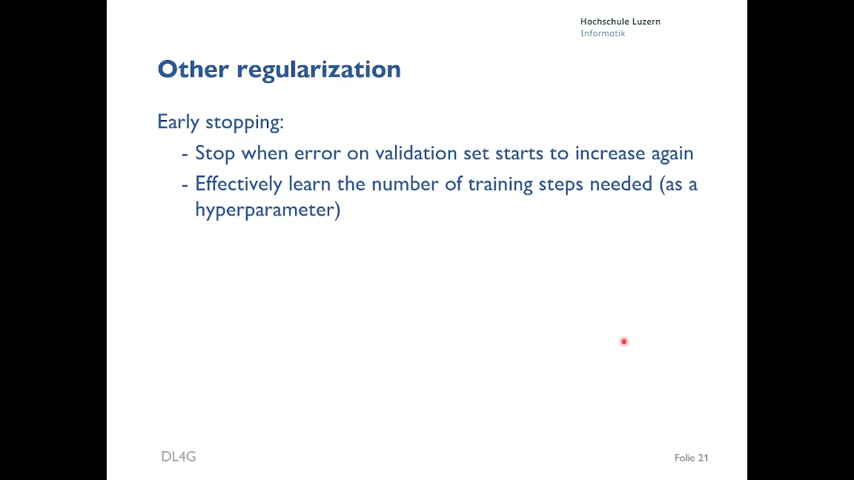 Hochschule Luzern
Informatik
Other regularization
Early stopping:
- Stop when error on validation set starts to increase again
- Effectively learn the number of training steps needed (as a
hyperparameter)
DL4G
Folie 21